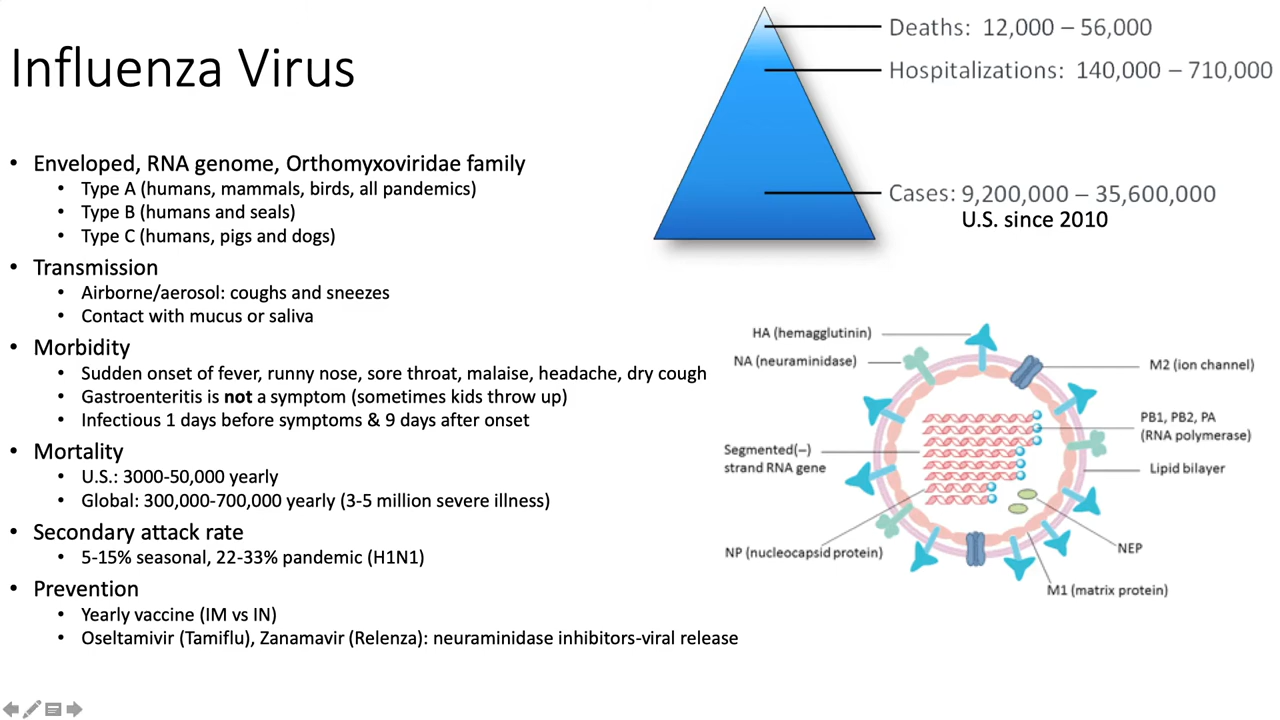 Influenza Virus
• Enveloped, RNA genome, Orthomyxoviridae family
• Type A (humans, mammals, birds, all pandemics)
• Type B (humans and seals)
• Type C (humans, pigs and dogs)
• Transmission
• Airborne/aerosol: coughs and sneezes
• Contact with mucus or saliva
• Morbidity
• Sudden onset of fever, runny nose, sore throat, malaise, headache, dry cough
• Gastroenteritis is not a symptom (sometimes kids throw up)
• Infectious 1 days before symptoms & 9 days after onset
• Mortality
• U.S.: 3000-50,000 yearly
• Global: 300,000-700,000 yearly (3-5 million severe illness)
• Secondary attack rate
• 5-15% seasonal, 22-33% pandemic (H1N1)
• Prevention
• Yearly vaccine (IM vs IN)
• Oseltamivir (Tamiflu), Zanamavir (Relenza): neuraminidase inhibitors-viral release
Deaths: 12,000 – 56,000
Hospitalizations: 140,000 – 710,000
Cases: 9,200,000 – 35,600,000
U.S. since 2010
HA (hemagglutinin)
NA (neuraminidase)
M2 (ion channel)
PB1, PB2, PA
(RNA polymerase)
Segmented(–)
strand RNA gene
Lipid bilayer
NP (nucleocapsid protein)
NEP
M1 (matrix protein)